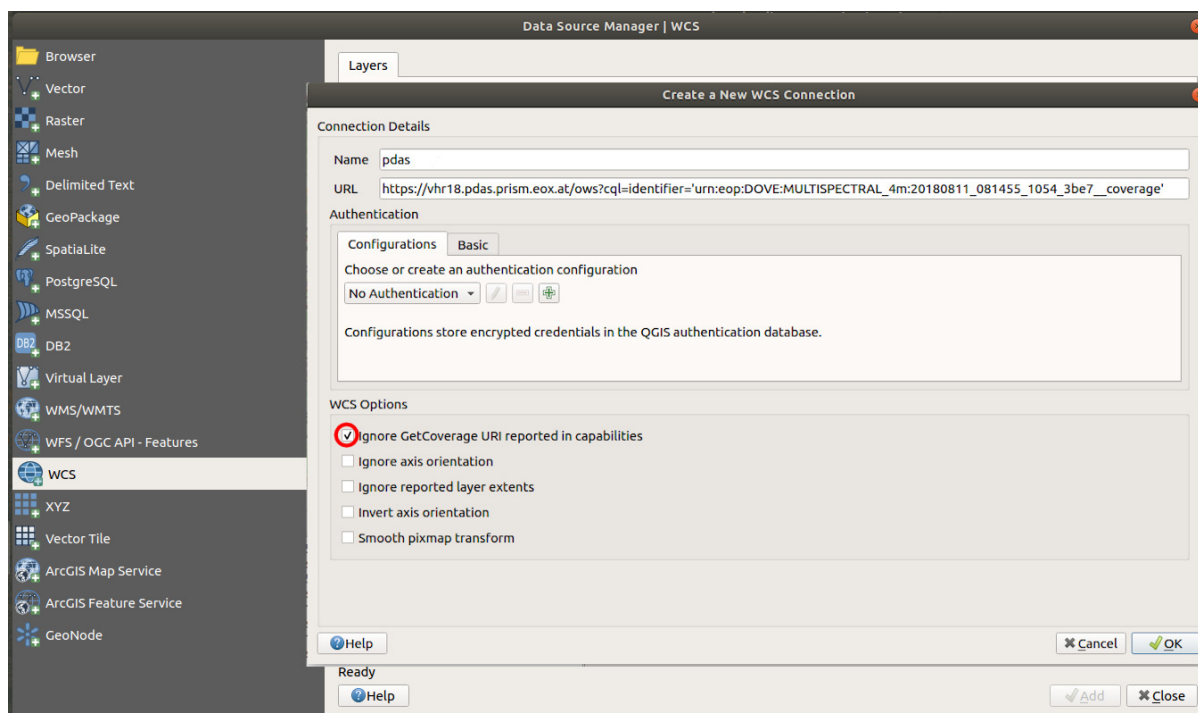 Data Source Manager | WCS
Browser
Vector
Raster
Mesh
Delimited Text
GeoPackage
SpatiaLite
PostgreSQL
MSSQL
DB2 DB2
Virtual Layer
WMS/WMTS
WFS / OGC API - Features
WCS
XYZ
Vector Tile
ArcGIS Map Service
ArcGIS Feature Service
GeoNode
Layers
Create a New WCS Connection
Connection Details
Name pdas
URL https://vhr18.pdas.prism.eox.at/ows?cql=identifier='urn:eop:DOVE:MULTISPECTRAL_4m:20180811_081455_1054_3be7__coverage'
Authentication
Configurations Basic
Choose or create an authentication configuration
No Authentication
Configurations store encrypted credentials in the QGIS authentication database.
WCS Options
Ignore GetCoverage URI reported in capabilities
Ignore axis orientation
Ignore reported layer extents
Invert axis orientation
Smooth pixmap transform
Help Cancel OK
Ready
Help Add Close